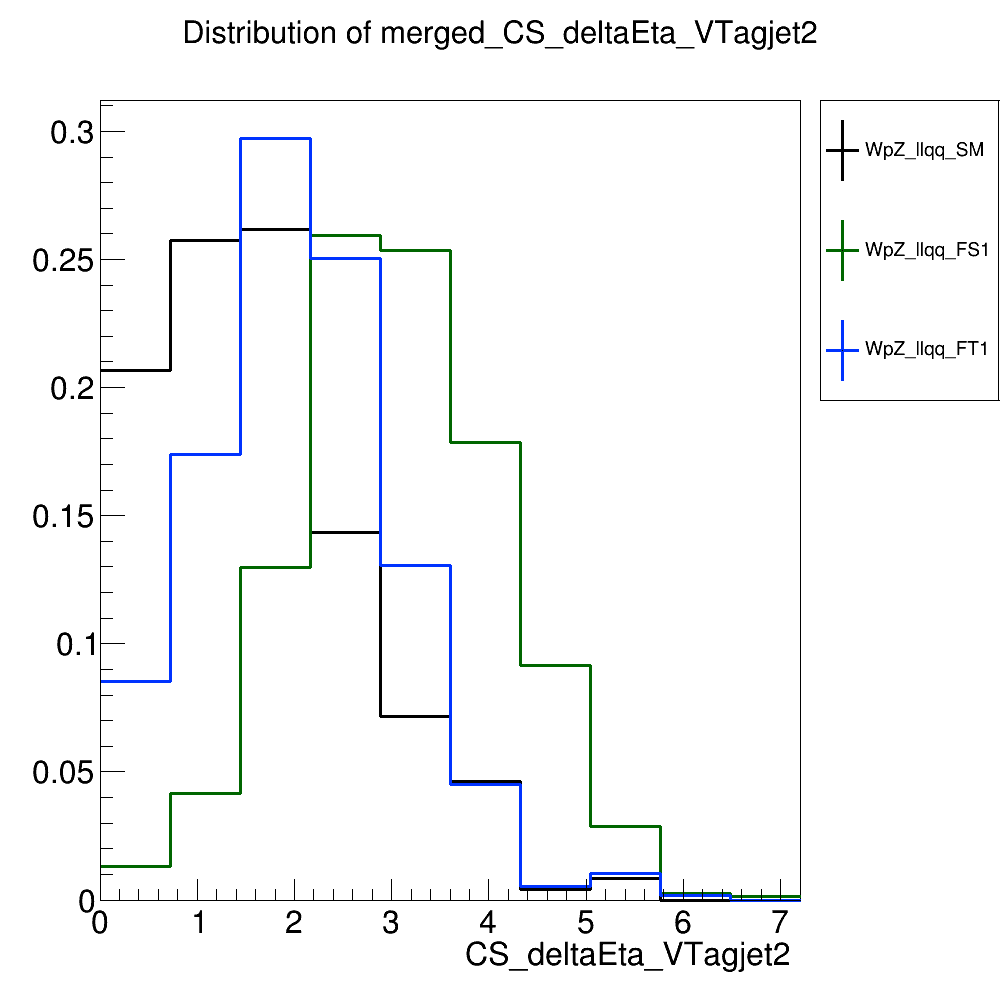 Distribution of merged_CS_deltaEta_VTagjet2
0.3
0.25
0.2
0.15
0.1
0.05
0
0 1 2 3 4 5 6 7
CS_deltaEta_VTagjet2
WpZ_llqq_SM
WpZ_llqq_FS1
WpZ_llqq_FT1